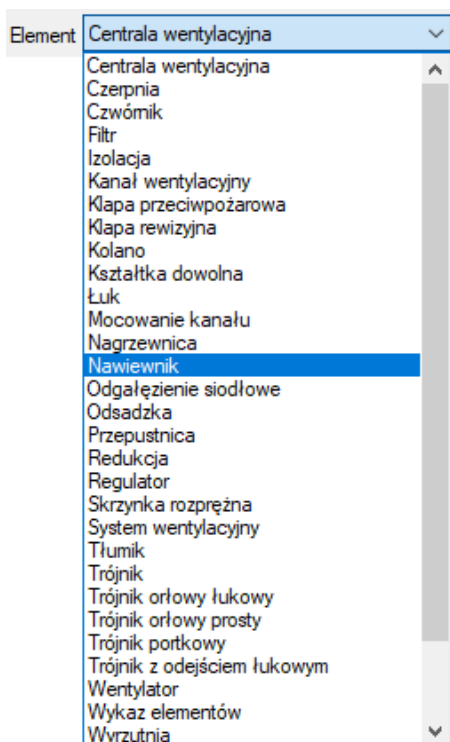 Element Centrala wentylacyjna
Centrala wentylacyjna
Czerpnia
Czwórnik
Filtr
Izolacja
Kanał wentylacyjny
Klapa przeciwpożarowa
Klapa rewizyjna
Kolano
Kształtka dowolna
Łuk
Mocowanie kanału
Nagrzewnica
Nawiewnik
Odgałęzienie siodłowe
Odsadzka
Przepustnica
Redukcja
Regulator
Skrzynka rozprężna
System wentylacyjny
Tłumik
Trójnik
Trójnik orłowy łukowy
Trójnik orłowy prosty
Trójnik portkowy
Trójnik z odejściem łukowym
Wentylator
Wykaz elementów
Wyrzutnia